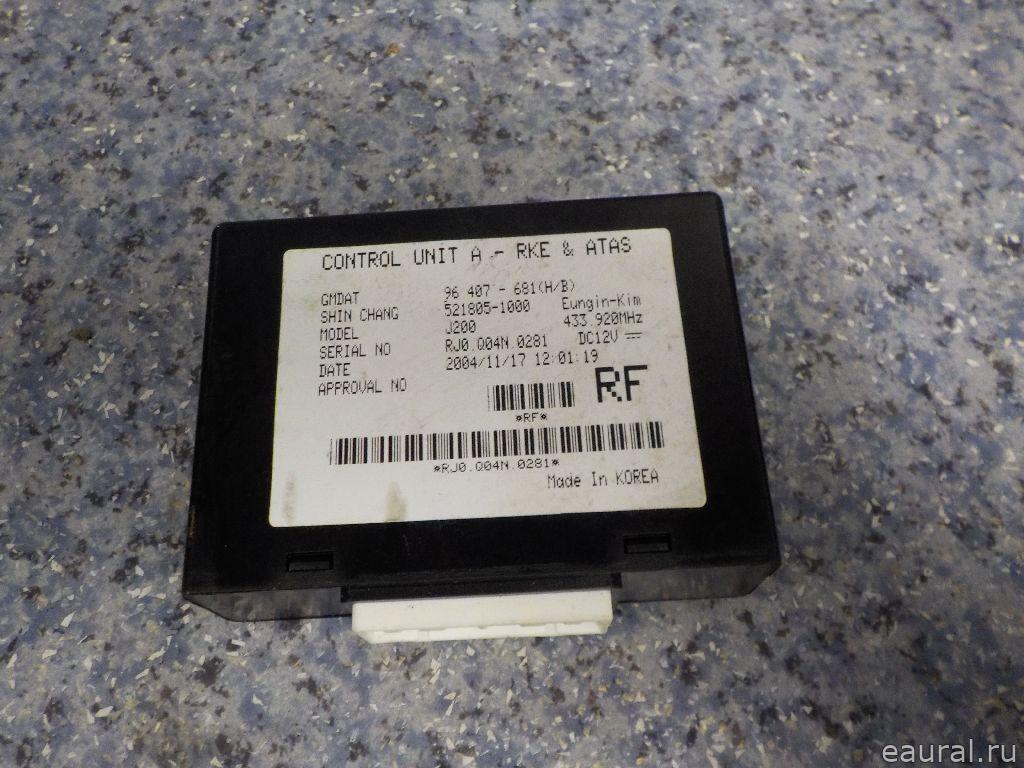 CONTROL UNIT A - RKE & ATAS
GMDAT 96 407 - 681(H/B)
SHIN CHANG 521805-1000 Eungin-Kim
MODEL J200 433.920MHz
SERIAL NO RJ0.Q04N.0281 DC12V
DATE 2004/11/17 12:01:19
APPROVAL NO
RF
*RF*
*RJ0.Q04N.0281*
Made In KOREA
eaural.ru